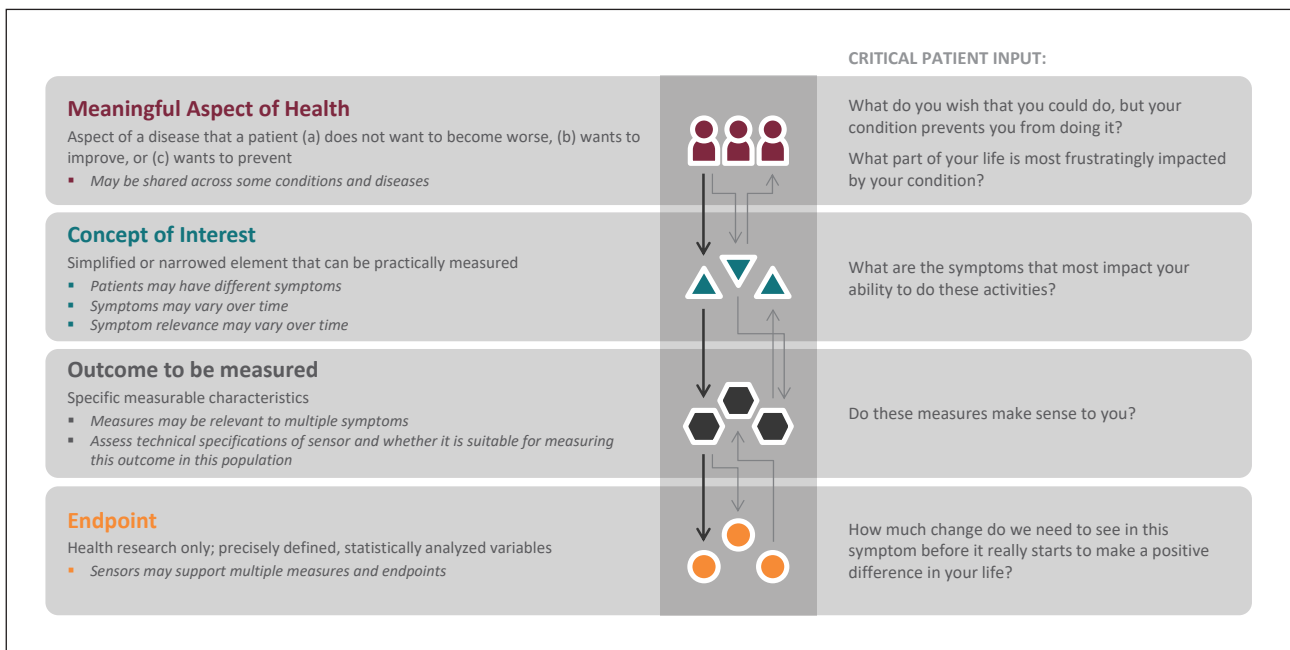 CRITICAL PATIENT INPUT:
Meaningful Aspect of Health
Aspect of a disease that a patient (a) does not want to become worse, (b) wants to
improve, or (c) wants to prevent
▪ May be shared across some conditions and diseases
What do you wish that you could do, but your
condition prevents you from doing it?
What part of your life is most frustratingly impacted
by your condition?
Concept of Interest
Simplified or narrowed element that can be practically measured
▪ Patients may have different symptoms
▪ Symptoms may vary over time
▪ Symptom relevance may vary over time
What are the symptoms that most impact your
ability to do these activities?
Outcome to be measured
Specific measurable characteristics
▪ Measures may be relevant to multiple symptoms
▪ Assess technical specifications of sensor and whether it is suitable for measuring
this outcome in this population
Do these measures make sense to you?
Endpoint
Health research only; precisely defined, statistically analyzed variables
▪ Sensors may support multiple measures and endpoints
How much change do we need to see in this
symptom before it really starts to make a positive
difference in your life?